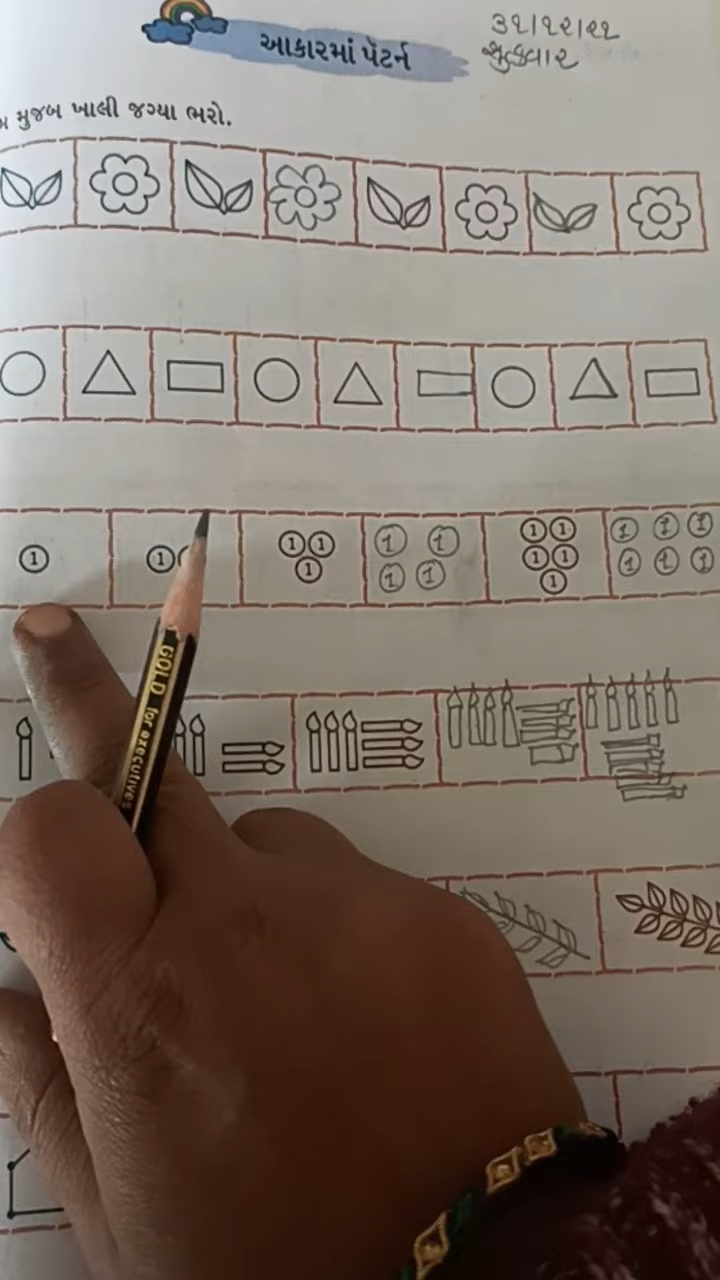 આકારમાં પૅટર્ન
૩૧/૧૨/૨૧
શુક્રવાર
મુજબ ખાલી જગ્યા ભરો.
1 1 1 1 1 1 1 1 1 1 1 1
1 1 1 1 1 1 1 1
GOLD for executives